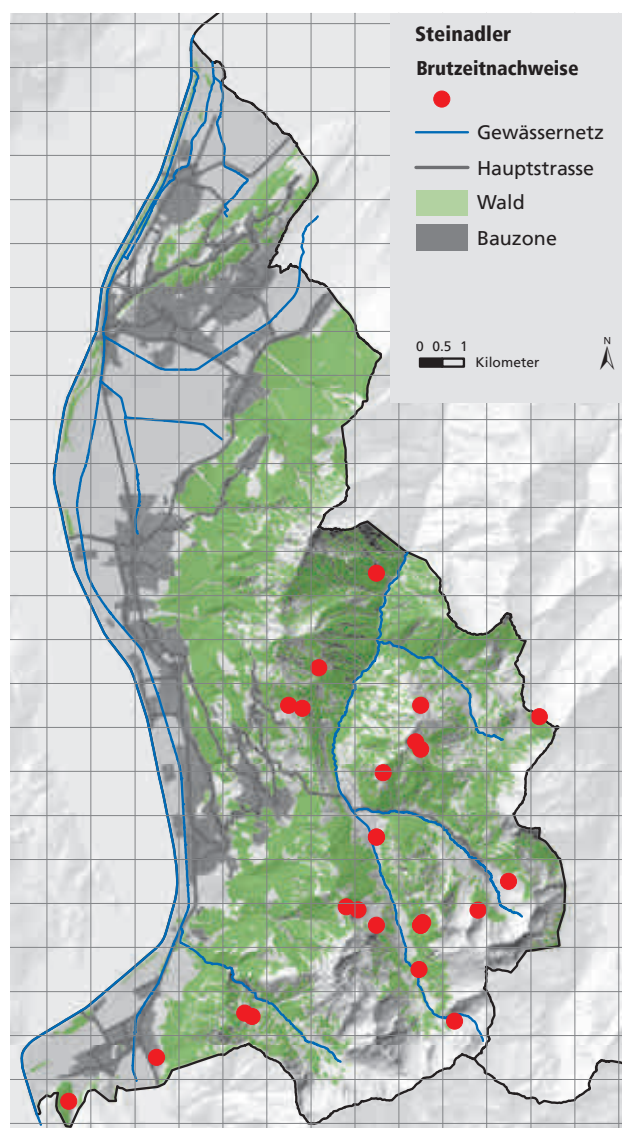 Steinadler
Brutzeitnachweise
Gewässernetz
Hauptstrasse
Wald
Bauzone
0 0.5 1
Kilometer
N